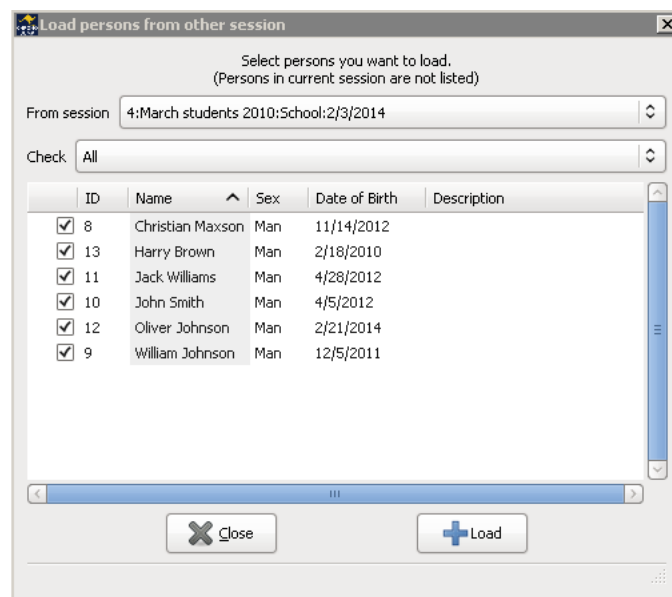 Load persons from other session
Select persons you want to load.
(Persons in current session are not listed)
From session 4:March students 2010:School:2/3/2014
Check All
ID Name Sex Date of Birth Description
8 Christian Maxson Man 11/14/2012
13 Harry Brown Man 2/18/2010
11 Jack Williams Man 4/28/2012
10 John Smith Man 4/5/2012
12 Oliver Johnson Man 2/21/2014
9 William Johnson Man 12/5/2011
Close Load